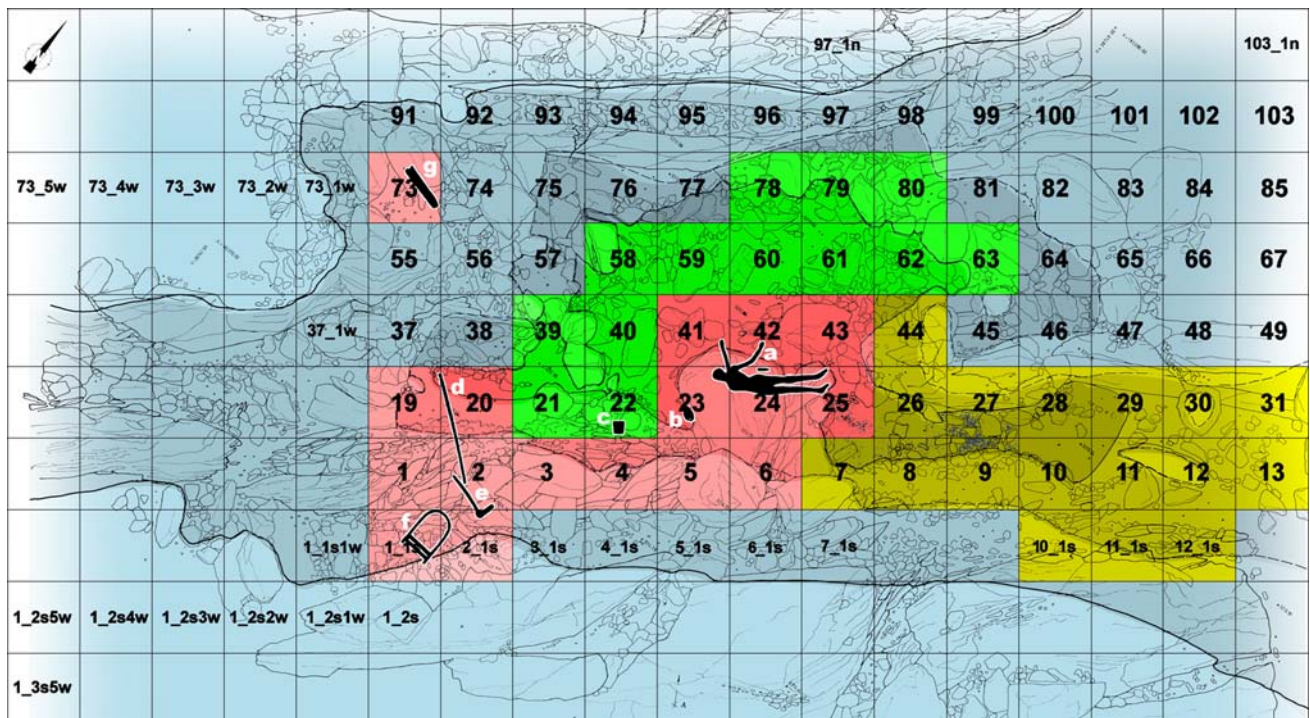 97_1n 103_1n
91 92 93 94 95 96 97 98 99 100 101 102 103
g
73_5w 73_4w 73_3w 73_2w 73_1w 73 74 75 76 77 78 79 80 81 82 83 84 85
55 56 57 58 59 60 61 62 63 64 65 66 67
37_1w 37 38 39 40 41 42 43 44 45 46 47 48 49
a
d
19 20 21 22 23 24 25 26 27 28 29 30 31
c b
1 2 3 4 5 6 7 8 9 10 11 12 13
e
f
1_1s1w 1_1s 2_1s 3_1s 4_1s 5_1s 6_1s 7_1s 10_1s 11_1s 12_1s
1_2s5w 1_2s4w 1_2s3w 1_2s2w 1_2s1w 1_2s
1_3s5w